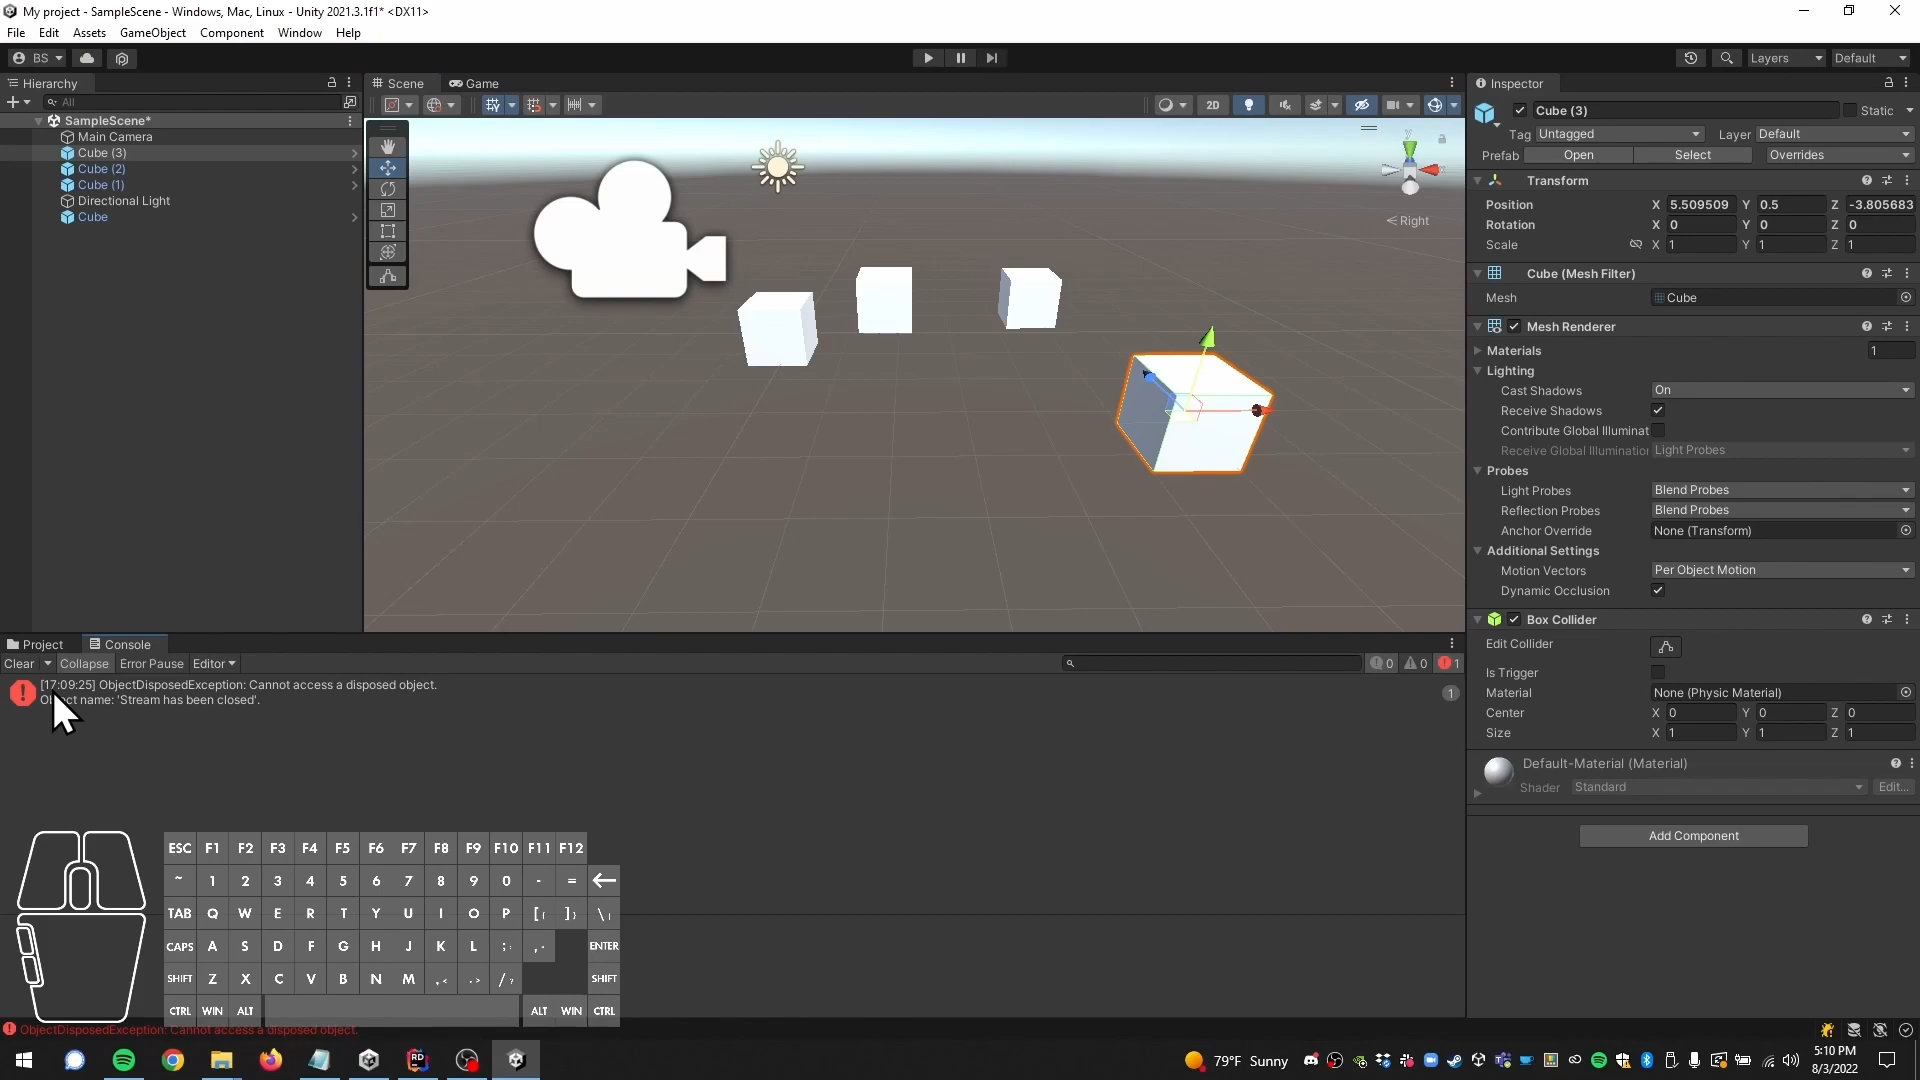 My project - SampleScene - Windows, Mac, Linux - Unity 2021.3.1f1* <DX11>
File Edit Assets GameObject Component Window Help
BS Layers Default
Hierarchy
All
SampleScene*
Main Camera
Cube (3)
Cube (2)
Cube (1)
Directional Light
Cube
Scene Game
2D
y
< Right
Inspector
Cube (3) Static
Tag Untagged Layer Default
Prefab Open Select Overrides
Transform
Position X 5.509509 Y 0.5 Z -3.805683
Rotation X 0 Y 0 Z 0
Scale X 1 Y 1 Z 1
Cube (Mesh Filter)
Mesh Cube
Mesh Renderer
Materials 1
Lighting
Cast Shadows On
Receive Shadows
Contribute Global Illuminat
Receive Global Illumination Light Probes
Probes
Light Probes Blend Probes
Reflection Probes Blend Probes
Anchor Override None (Transform)
Additional Settings
Motion Vectors Per Object Motion
Dynamic Occlusion
Box Collider
Edit Collider
Is Trigger
Material None (Physic Material)
Center X 0 Y 0 Z 0
Size X 1 Y 1 Z 1
Default-Material (Material)
Shader Standard Edit...
Add Component
Project Console
Clear Collapse Error Pause Editor 0 0 1
[17:09:25] ObjectDisposedException: Cannot access a disposed object.
Object name: 'Stream has been closed'.
1
ESC F1 F2 F3 F4 F5 F6 F7 F8 F9 F10 F11 F12
~ 1 2 3 4 5 6 7 8 9 0 - =
TAB Q W E R T Y U I O P [{ ]} \|
CAPS A S D F G H J K L ;: ENTER
SHIFT Z X C V B N M ,< .> /? SHIFT
CTRL WIN ALT ALT WIN CTRL
ObjectDisposedException: Cannot access a disposed object.
79°F Sunny
5:10 PM
8/3/2022